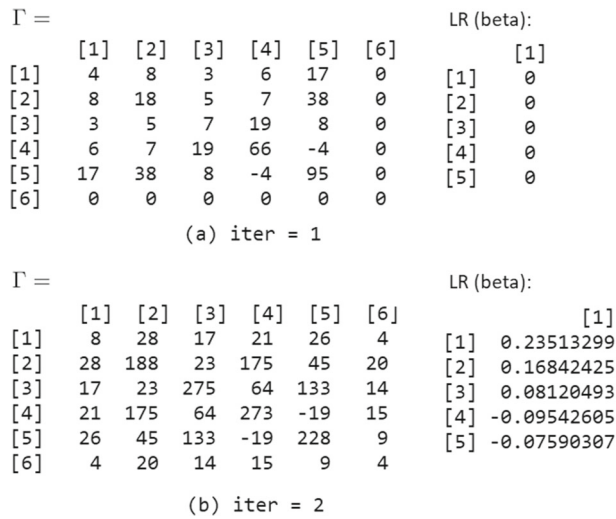 Γ =
LR (beta):
[1] [2] [3] [4] [5] [6]
[1] 4 8 3 6 17 0
[2] 8 18 5 7 38 0
[3] 3 5 7 19 8 0
[4] 6 7 19 66 -4 0
[5] 17 38 8 -4 95 0
[6] 0 0 0 0 0 0
[1]
[1] 0
[2] 0
[3] 0
[4] 0
[5] 0
(a) iter = 1
Γ =
LR (beta):
[1] [2] [3] [4] [5] [6]
[1] 8 28 17 21 26 4
[2] 28 188 23 175 45 20
[3] 17 23 275 64 133 14
[4] 21 175 64 273 -19 15
[5] 26 45 133 -19 228 9
[6] 4 20 14 15 9 4
[1]
[1] 0.23513299
[2] 0.16842425
[3] 0.08120493
[4] -0.09542605
[5] -0.07590307
(b) iter = 2